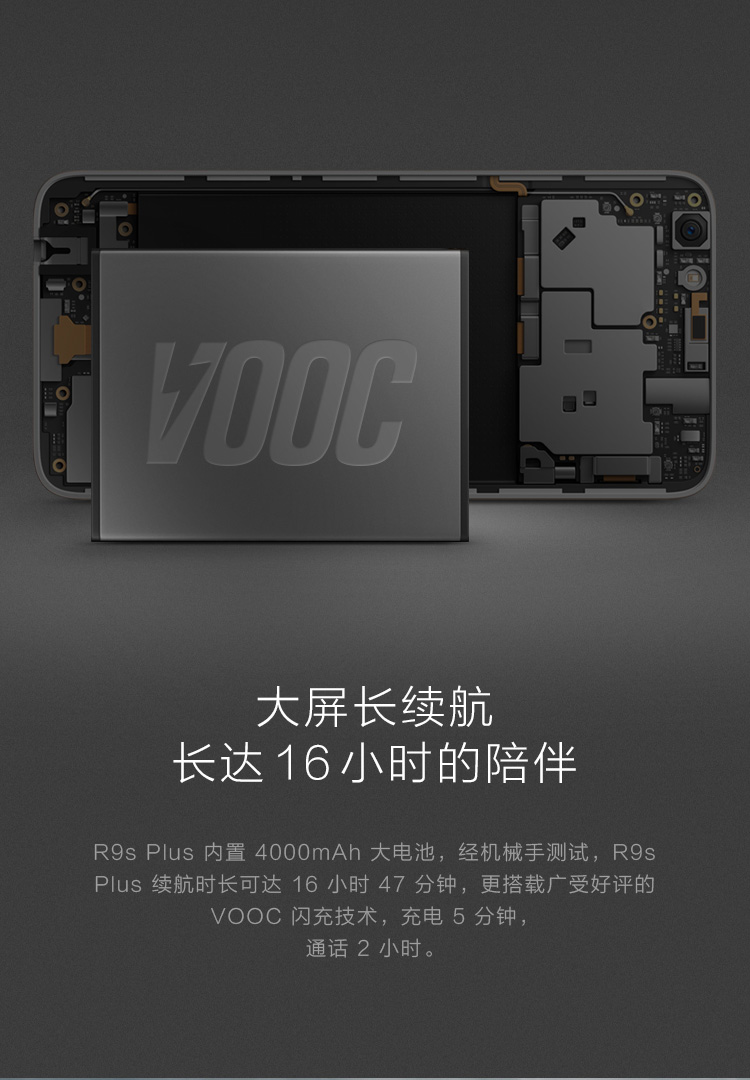 VOOC
大屏长续航
长达16小时的陪伴
R9s Plus 内置 4000mAh 大电池，经机械手测试，R9s
Plus 续航时长可达 16 小时 47 分钟，更搭载广受好评的
VOOC 闪充技术，充电 5 分钟，
通话 2 小时。